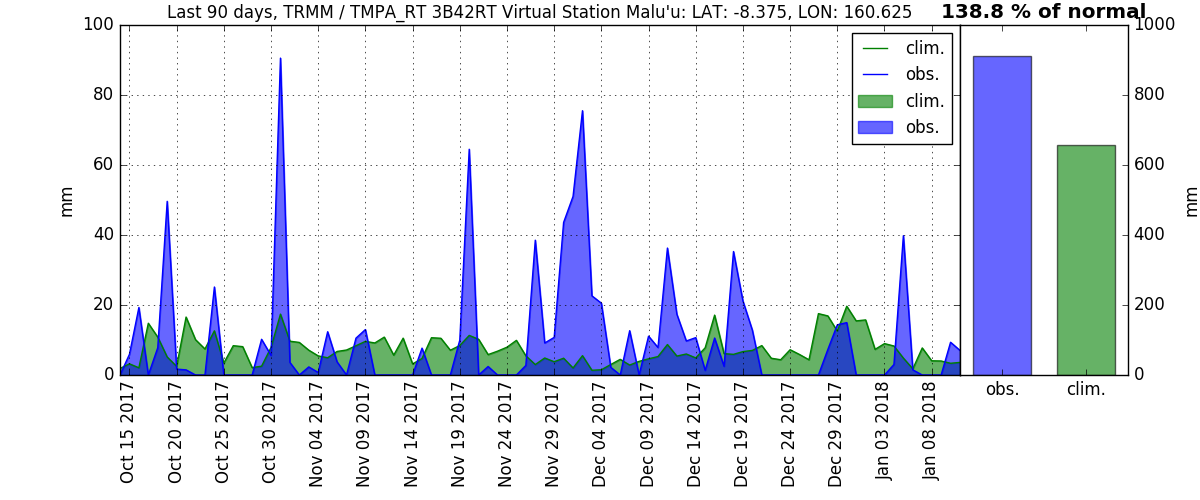 Last 90 days, TRMM / TMPA_RT 3B42RT Virtual Station Malu'u: LAT: -8.375, LON: 160.625
138.8 % of normal
100
80
60
40
20
0
mm
clim.
obs.
clim.
obs.
1000
800
600
400
200
0
mm
Oct 15 2017
Oct 20 2017
Oct 25 2017
Oct 30 2017
Nov 04 2017
Nov 09 2017
Nov 14 2017
Nov 19 2017
Nov 24 2017
Nov 29 2017
Dec 04 2017
Dec 09 2017
Dec 14 2017
Dec 19 2017
Dec 24 2017
Dec 29 2017
Jan 03 2018
Jan 08 2018
obs.
clim.